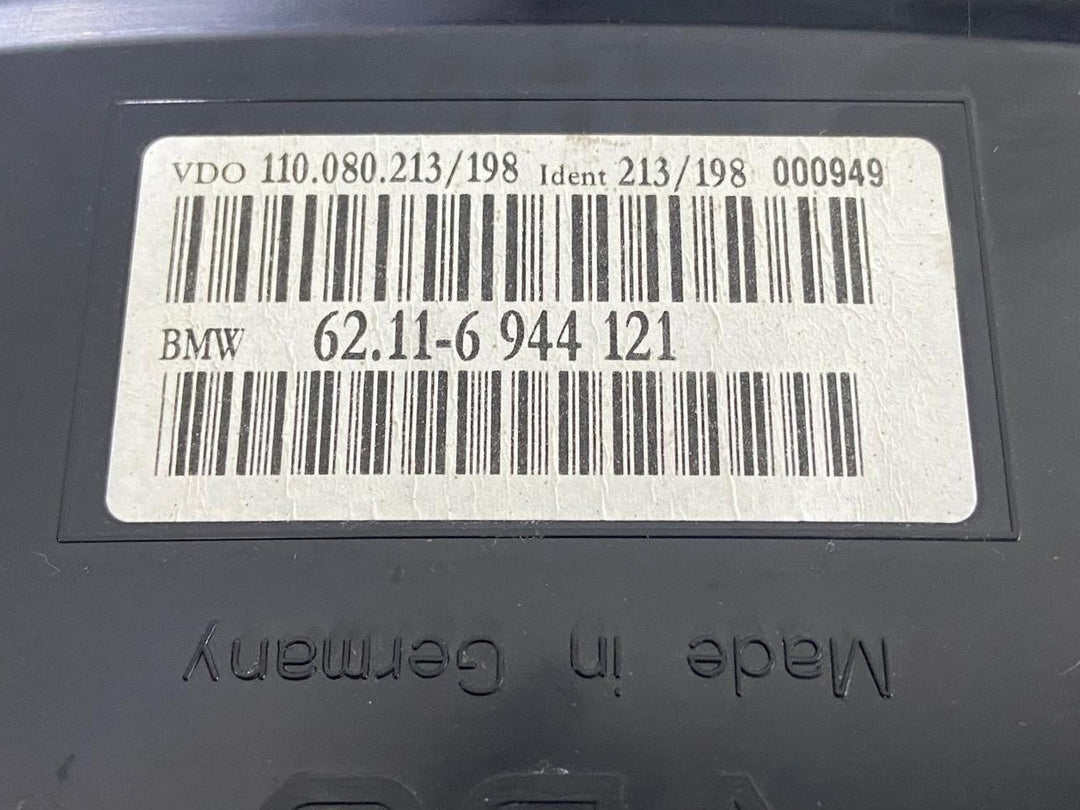 VDO 110.080.213/198 Ident 213/198 000949
BMW 62.11-6 944 121
Made in Germany